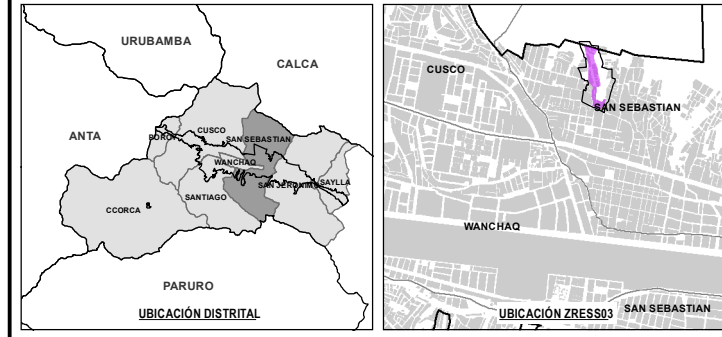 URUBAMBA
CALCA
ANTA
POROY
CUSCO
SAN SEBASTIAN
WANCHAQ
SAN JERONIMO
SAYLLA
SANTIAGO
CCORCA
PARURO
UBICACIÓN DISTRITAL
CUSCO
SAN SEBASTIAN
WANCHAQ
UBICACIÓN ZRESS03
SAN SEBASTIAN